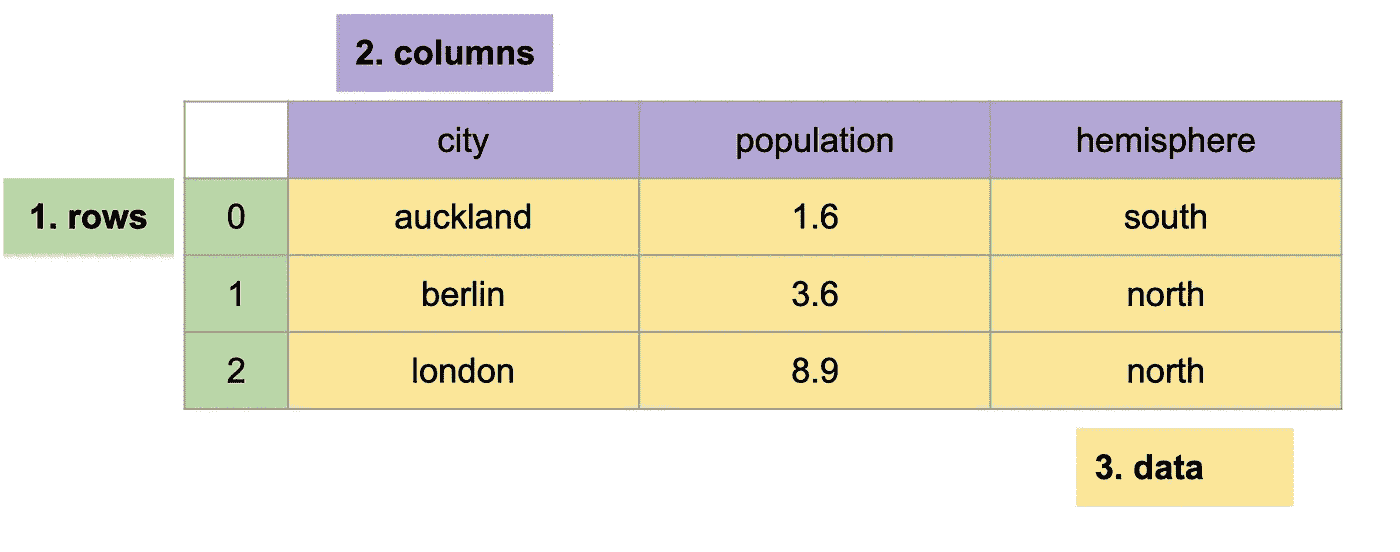 2. columns
city population hemisphere
1. rows 0 auckland 1.6 south
1 berlin 3.6 north
2 london 8.9 north
3. data